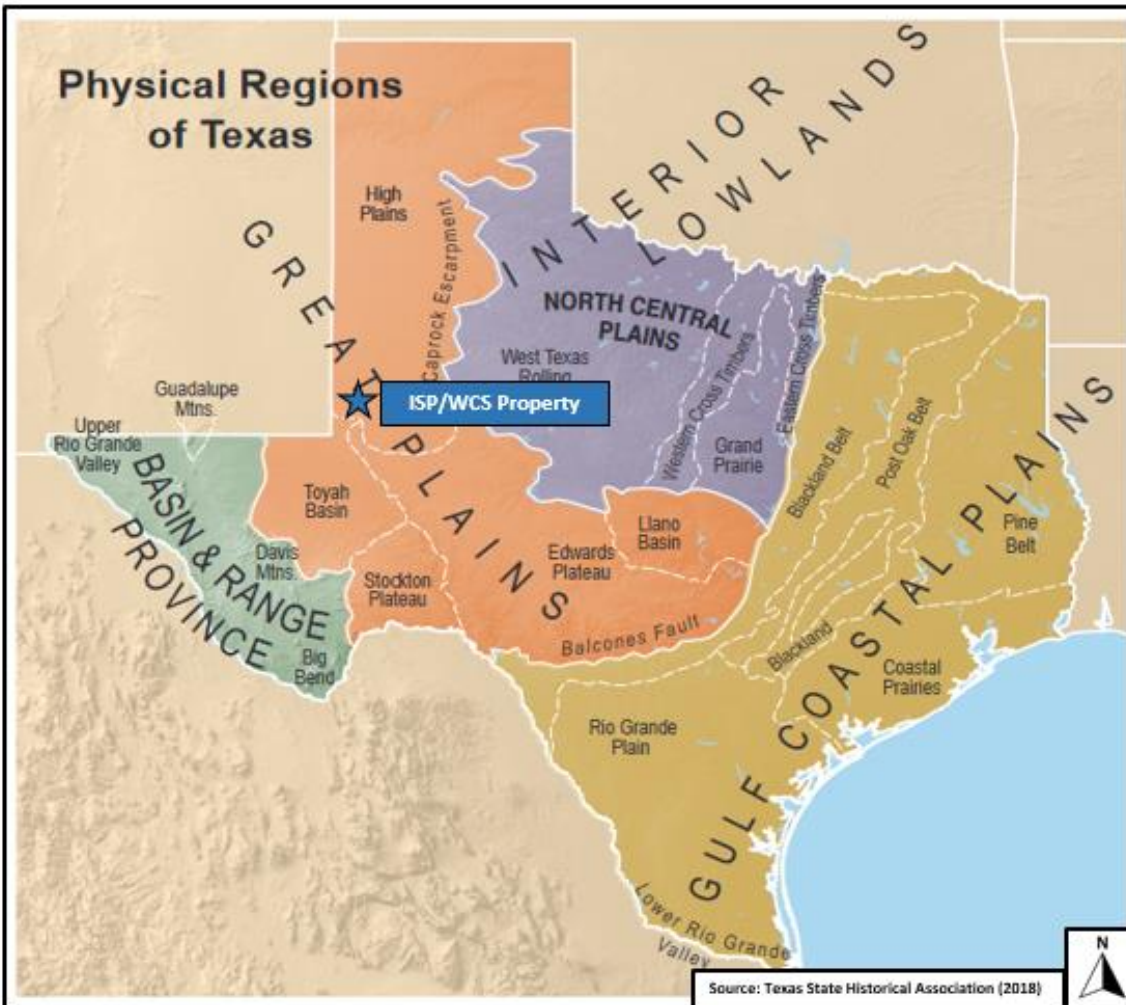 Physical Regions
of Texas
INTERIOR
LOWLANDS
High
Plains
GREAT PLAINS
Caprock Escarpment
NORTH CENTRAL
PLAINS
West Texas
Rolling
Western Cross Timbers
Eastern Cross Timbers
Grand
Prairie
ISP/WCS Property
Guadalupe
Mtns.
Upper
Rio Grande
Valley
BASIN & RANGE
PROVINCE
Toyah
Basin
Davis
Mtns.
Stockton
Plateau
Big
Bend
Edwards
Plateau
Llano
Basin
Balcones Fault
Blackland Belt
Post Oak Belt
Pine
Belt
GULF COASTAL PLAINS
Blackland
Coastal
Prairies
Rio Grande
Plain
Lower Rio Grande
Valley
Source: Texas State Historical Association (2018)
N